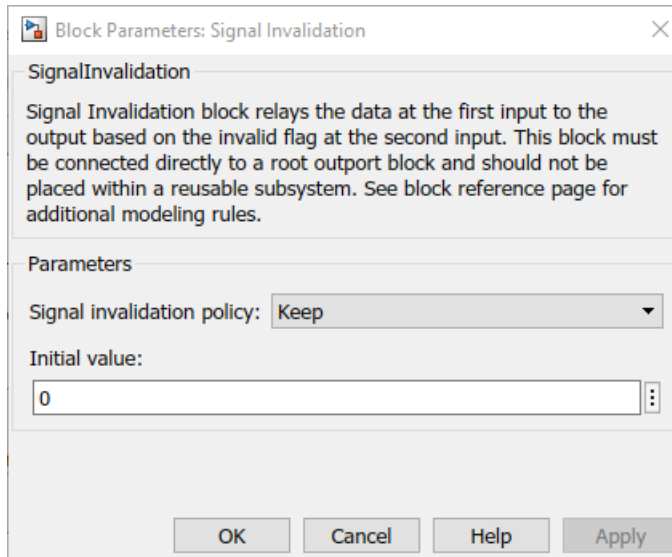 Block Parameters: Signal Invalidation
SignalInvalidation
Signal Invalidation block relays the data at the first input to the
output based on the invalid flag at the second input. This block must
be connected directly to a root outport block and should not be
placed within a reusable subsystem. See block reference page for
additional modeling rules.
Parameters
Signal invalidation policy: Keep
Initial value:
0
OK Cancel Help Apply